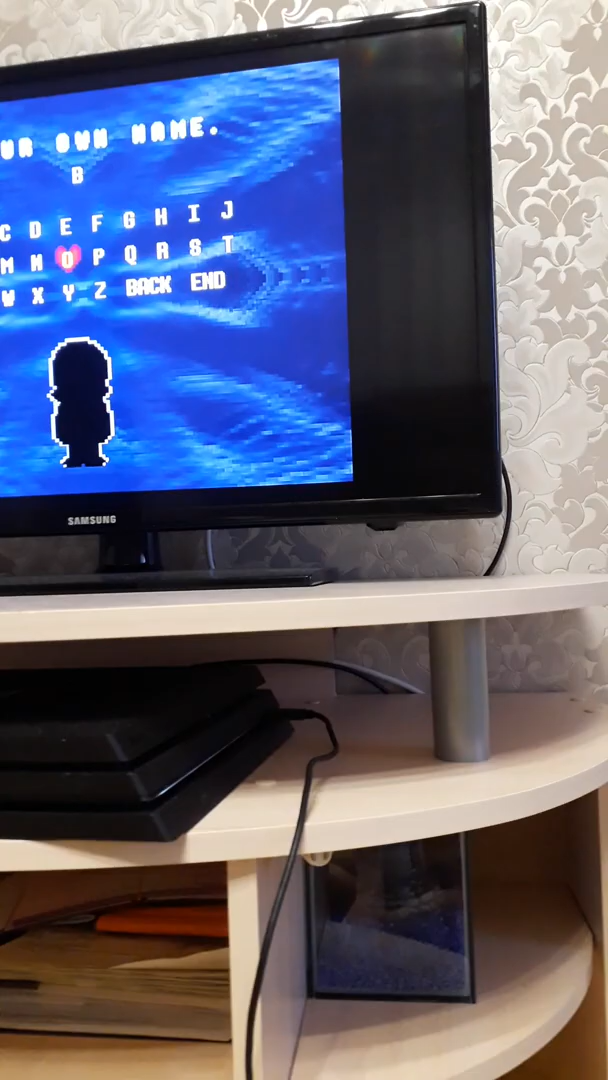 UR OWN NAME.
B
C D E F G H I J
M N O P Q R S T
W X Y Z BACK END
SAMSUNG